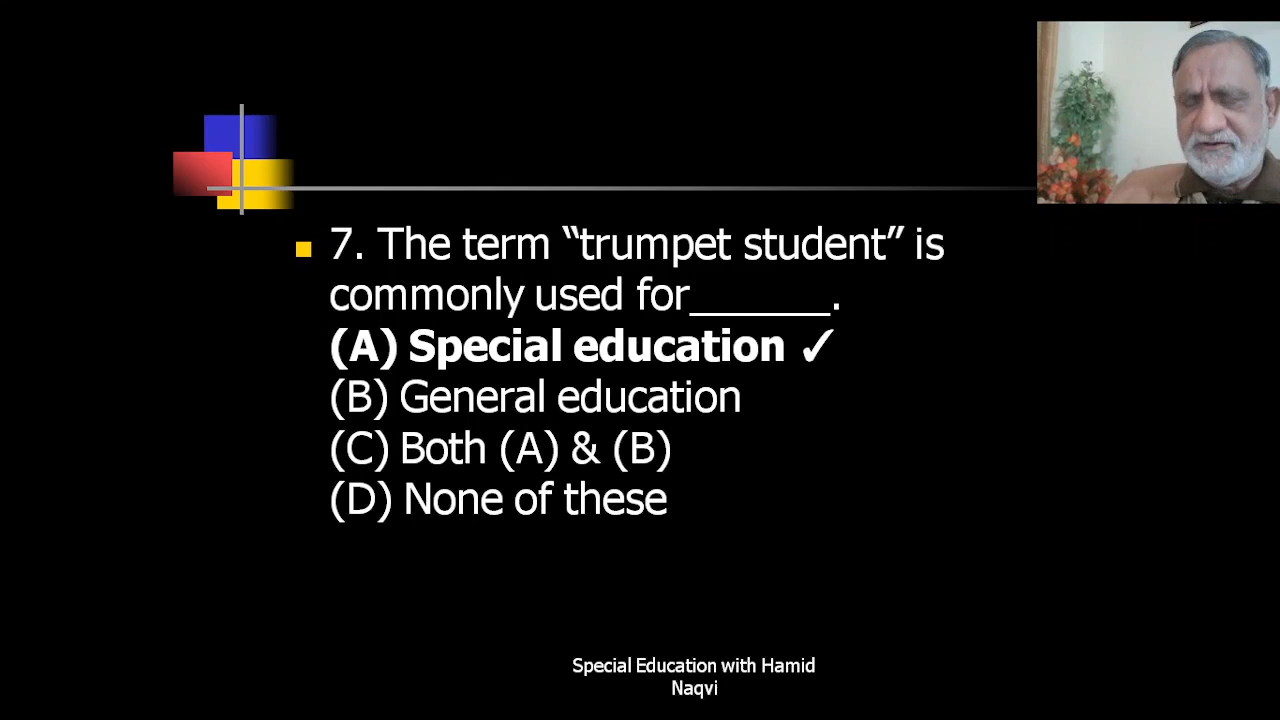 7. The term “trumpet student” is
commonly used for______.
(A) Special education ✓
(B) General education
(C) Both (A) & (B)
(D) None of these
Special Education with Hamid
Naqvi